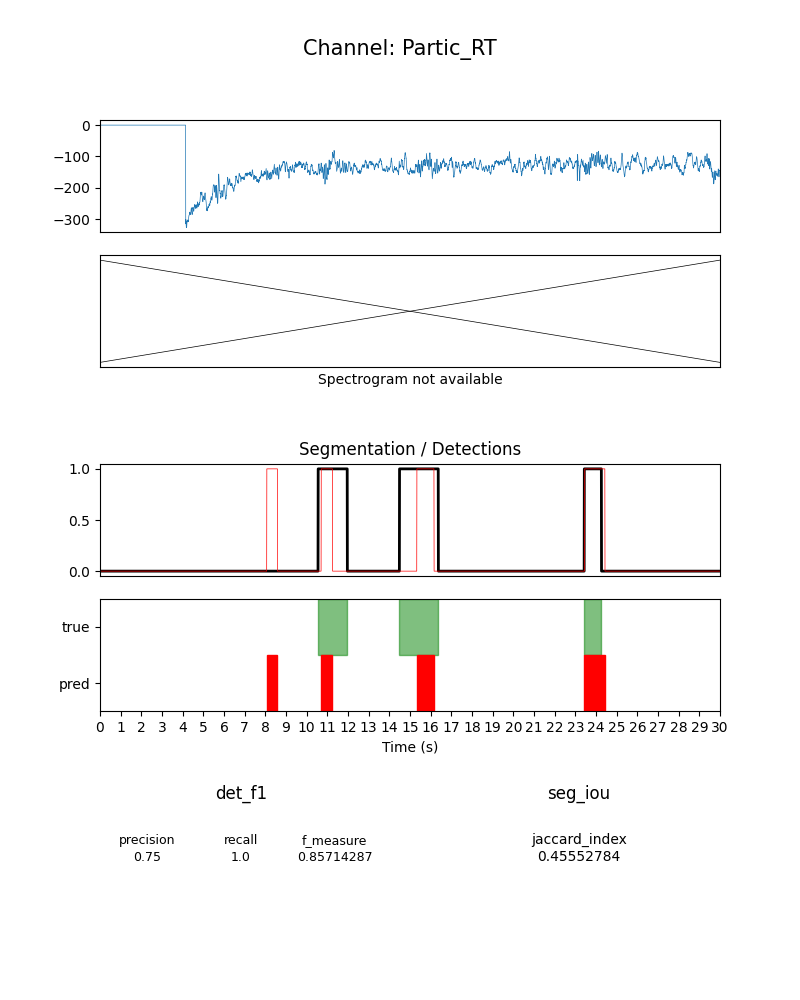 Channel: Partic_RT
0
−100
−200
−300
Spectrogram not available
Segmentation / Detections
1.0
0.5
0.0
true
pred
0 1 2 3 4 5 6 7 8 9 10 11 12 13 14 15 16 17 18 19 20 21 22 23 24 25 26 27 28 29 30
Time (s)
det_f1 seg_iou
precision recall f_measure jaccard_index
0.75 1.0 0.85714287 0.45552784